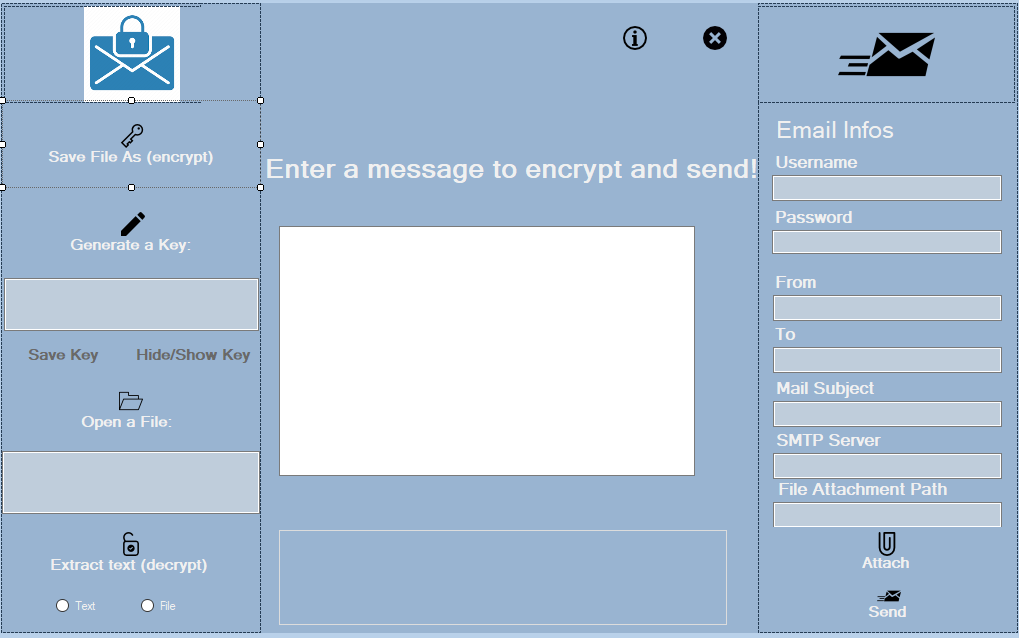 Save File As (encrypt)
Generate a Key:
Save Key
Hide/Show Key
Open a File:
Extract text (decrypt)
Text
File
Enter a message to encrypt and send!
Email Infos
Username
Password
From
To
Mail Subject
SMTP Server
File Attachment Path
Attach
Send